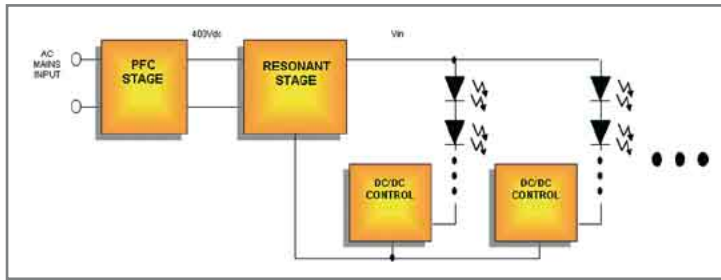 AC
MAINS
INPUT
PFC
STAGE
400Vdc
RESONANT
STAGE
Vin
DC/DC
CONTROL
DC/DC
CONTROL